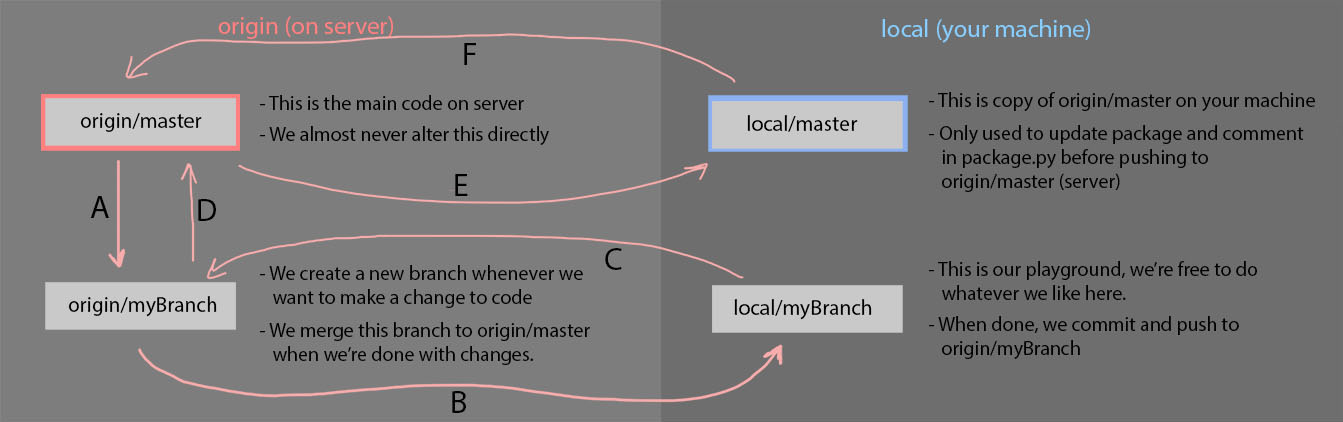 origin (on server)
local (your machine)
F
origin/master
- This is the main code on server
- We almost never alter this directly
local/master
- This is copy of origin/master on your machine
- Only used to update package and comment
in package.py before pushing to
origin/master (server)
E
A
D
C
origin/myBranch
- We create a new branch whenever we
want to make a change to code
- We merge this branch to origin/master
when we're done with changes.
local/myBranch
- This is our playground, we're free to do
whatever we like here.
- When done, we commit and push to
origin/myBranch
B